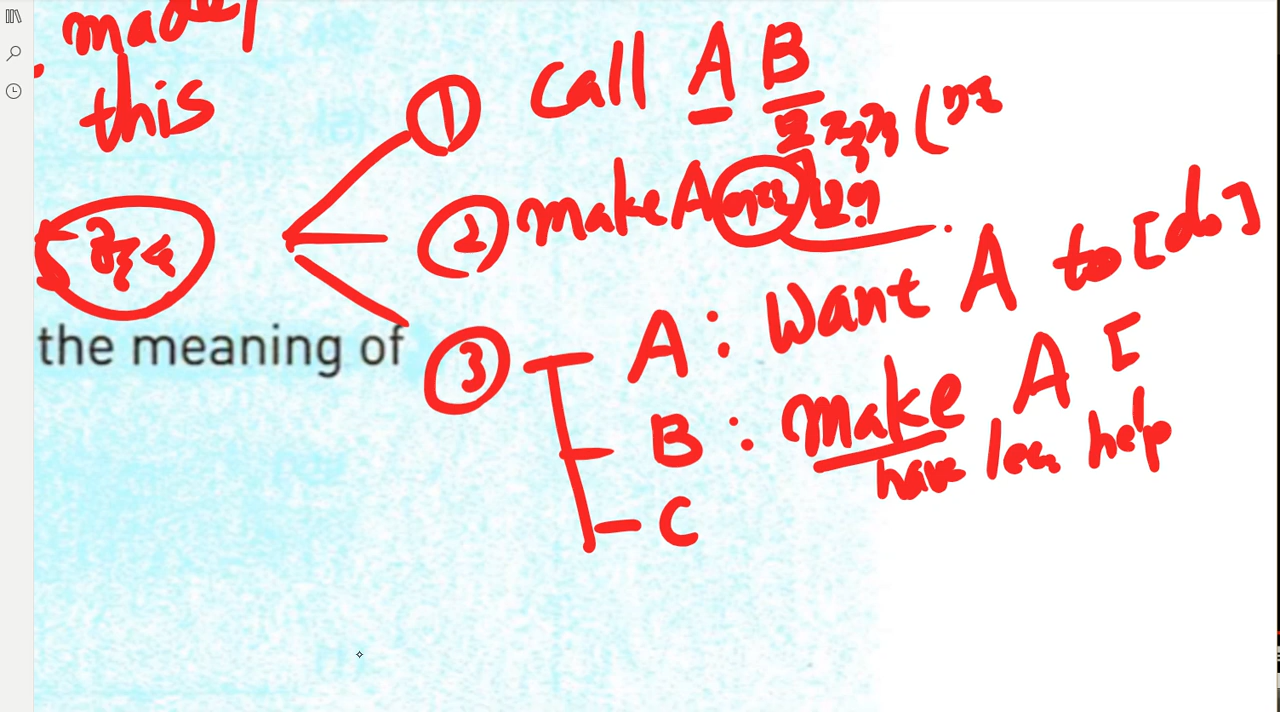 made,
this
① call A B
② make A
the meaning of
③ A : want A to [do]
B : make A [
have let help
C